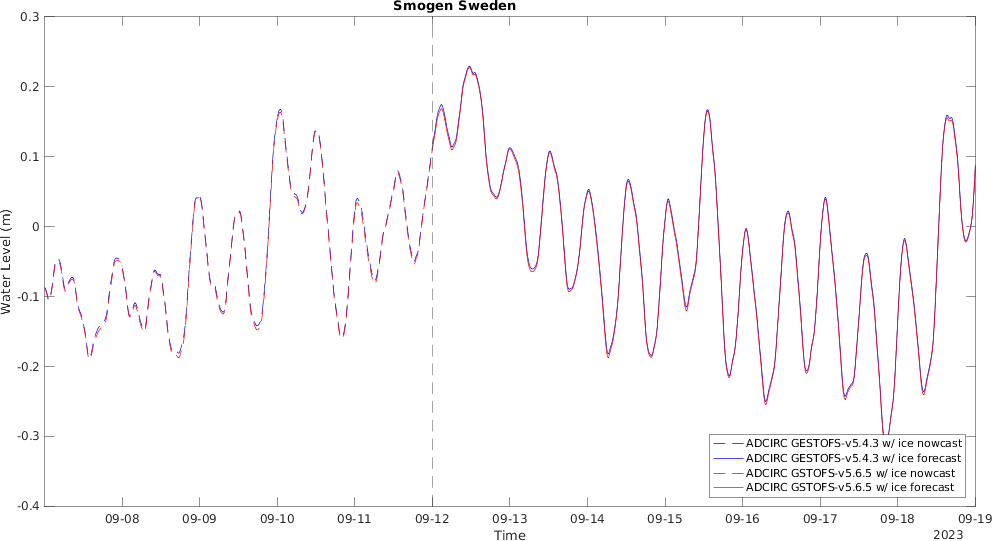 Smogen Sweden
0.3
0.2
0.1
0
-0.1
-0.2
-0.3
-0.4
Water Level (m)
ADCIRC GESTOFS-v5.4.3 w/ ice nowcast
ADCIRC GESTOFS-v5.4.3 w/ ice forecast
ADCIRC GSTOFS-v5.6.5 w/ ice nowcast
ADCIRC GSTOFS-v5.6.5 w/ ice forecast
09-08 09-09 09-10 09-11 09-12 09-13 09-14 09-15 09-16 09-17 09-18 09-19
Time
2023